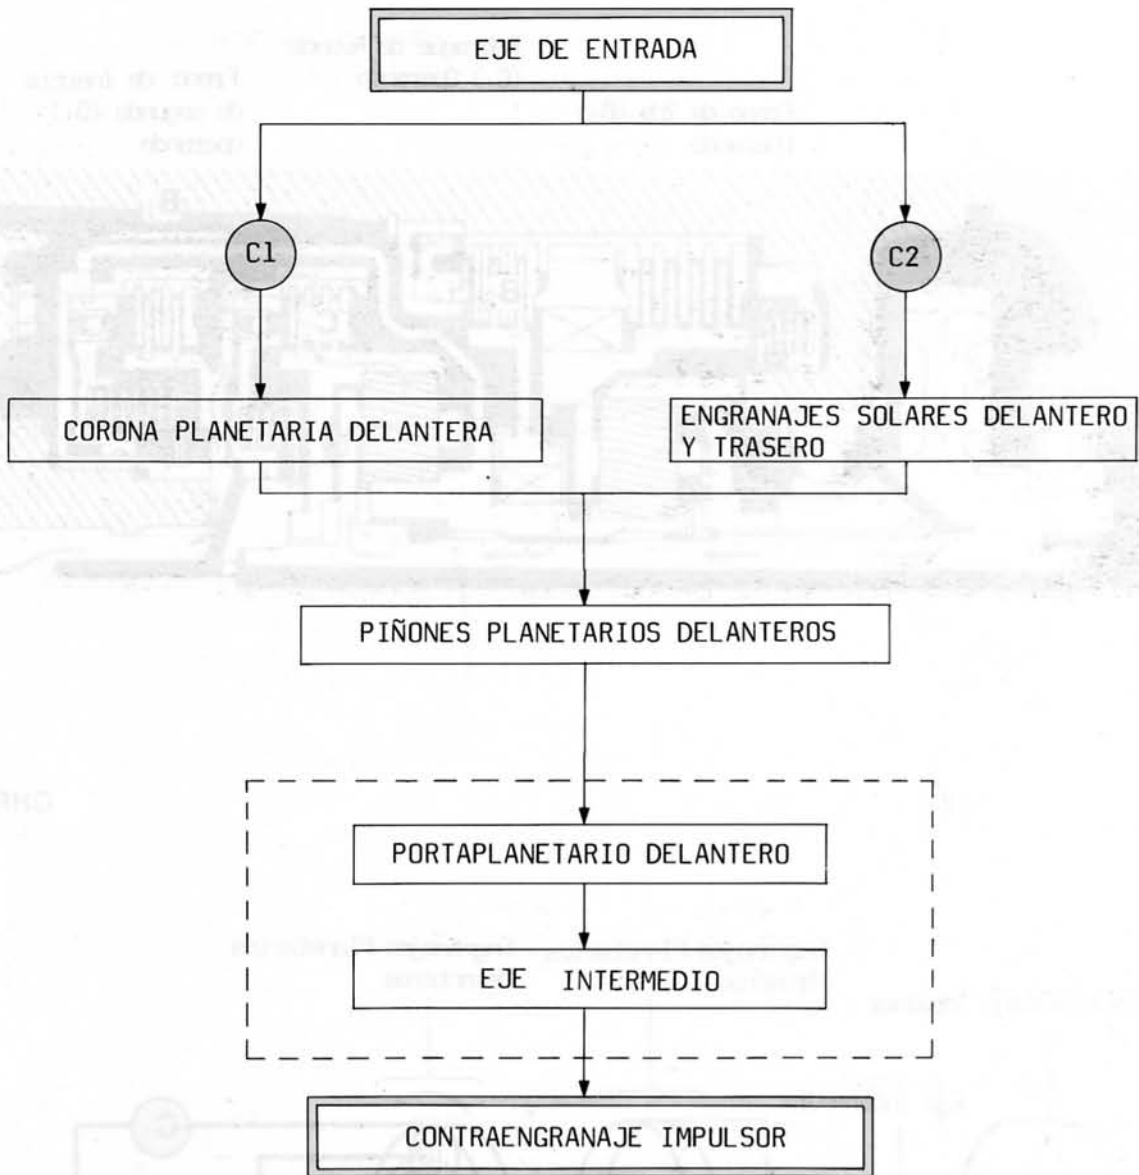 EJE DE ENTRADA
C1
C2
CORONA PLANETARIA DELANTERA
ENGRANAJES SOLARES DELANTERO
Y TRASERO
PIÑONES PLANETARIOS DELANTEROS
PORTAPLANETARIO DELANTERO
EJE INTERMEDIO
CONTRAENGRANAJE IMPULSOR